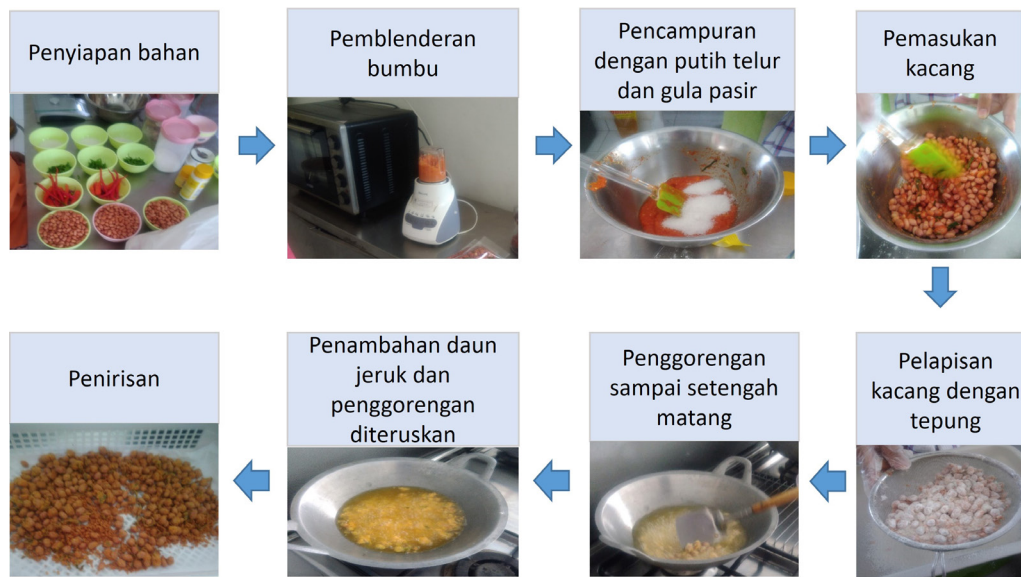 Penyiapan bahan
Pemblenderan
bumbu
Pencampuran
dengan putih telur
dan gula pasir
Pemasukan
kacang
Pelapisan
kacang dengan
tepung
Penggorengan
sampai setengah
matang
Penambahan daun
jeruk dan
penggorengan
diteruskan
Penirisan